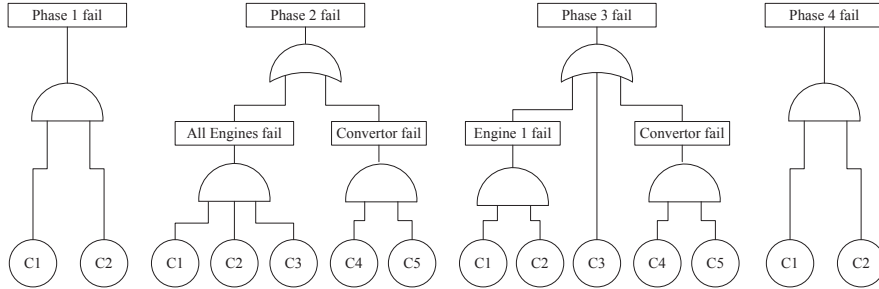 Phase 1 fail
Phase 2 fail
Phase 3 fail
Phase 4 fail
All Engines fail
Convertor fail
Engine 1 fail
Convertor fail
C1
C2
C1
C2
C3
C4
C5
C1
C2
C3
C4
C5
C1
C2